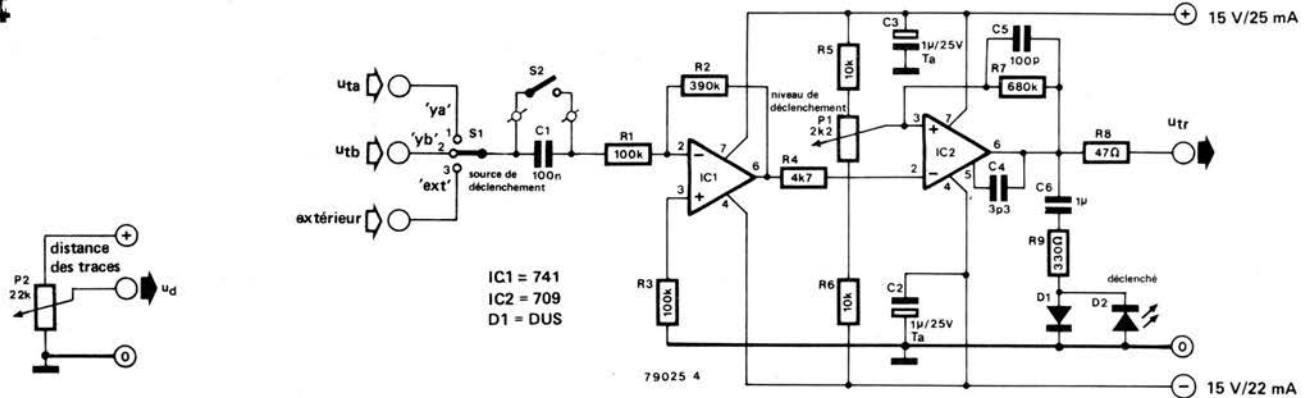 4
uta
utb
extérieur
'ya'
'yb'
'ext'
1
2
3
S1
source de
déclenchement
S2
C1
100n
R1
100k
R2
390k
2
3
7
6
4
IC1
R3
100k
R4
4k7
IC1 = 741
IC2 = 709
D1 = DUS
R5
10k
niveau de
déclenchement
P1
2k2
R6
10k
C3
1µ/25V
Ta
C2
1µ/25V
Ta
3
2
7
6
5
4
IC2
C4
3p3
C5
100p
R7
680k
R8
47Ω
utr
C6
1µ
R9
330Ω
déclenché
D1
D2
+
15 V/25 mA
0
−
15 V/22 mA
79025 4
distance
des traces
P2
22k
+
ud
0